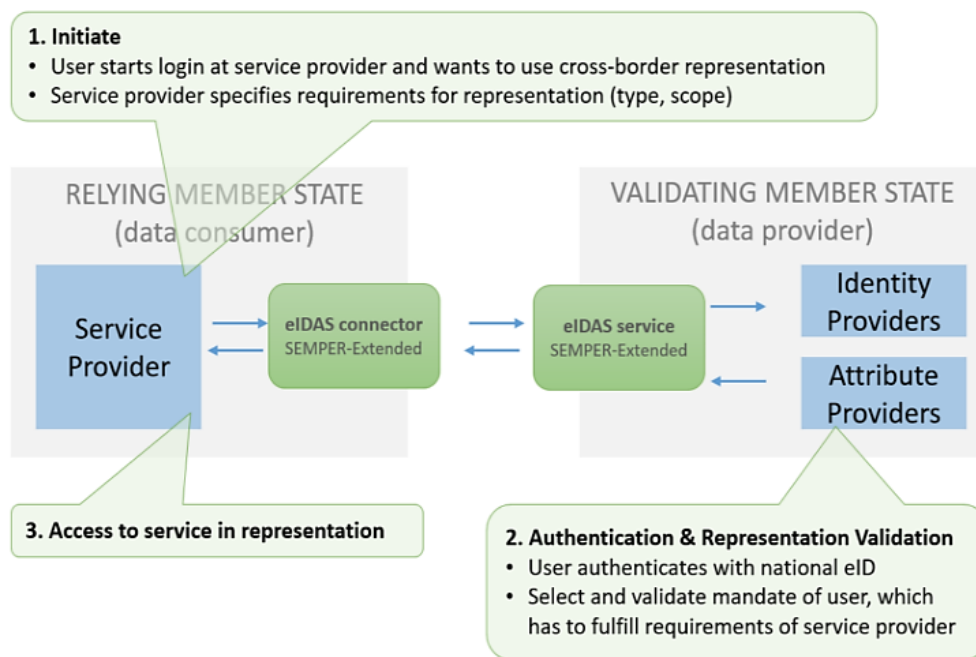 1. Initiate
• User starts login at service provider and wants to use cross-border representation
• Service provider specifies requirements for representation (type, scope)
RELYING MEMBER STATE
(data consumer)
VALIDATING MEMBER STATE
(data provider)
Service
Provider
eIDAS connector
SEMPER-Extended
eIDAS service
SEMPER-Extended
Identity
Providers
Attribute
Providers
3. Access to service in representation
2. Authentication & Representation Validation
• User authenticates with national eID
• Select and validate mandate of user, which
has to fulfill requirements of service provider